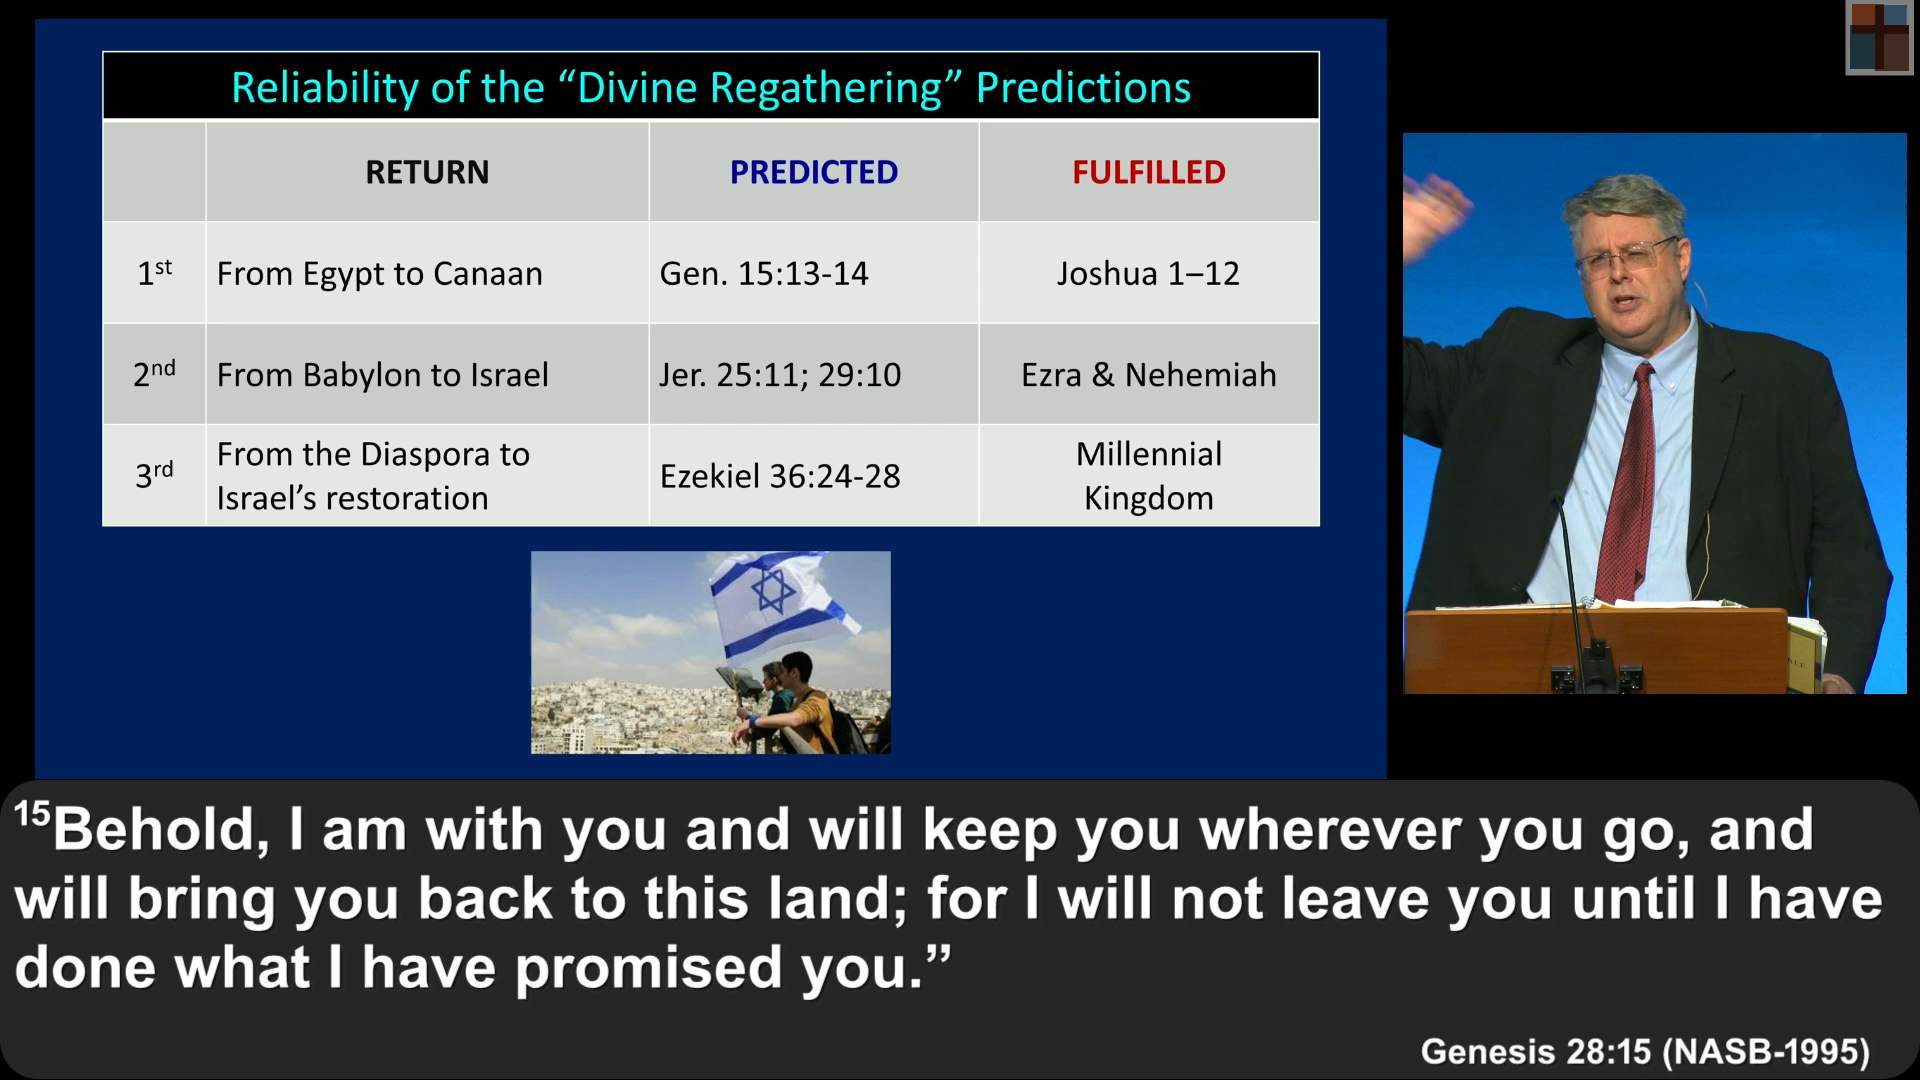 Reliability of the “Divine Regathering” Predictions
RETURN PREDICTED FULFILLED
1st From Egypt to Canaan Gen. 15:13-14 Joshua 1–12
2nd From Babylon to Israel Jer. 25:11; 29:10 Ezra & Nehemiah
3rd From the Diaspora to Israel’s restoration Ezekiel 36:24-28 Millennial Kingdom
15Behold, I am with you and will keep you wherever you go, and
will bring you back to this land; for I will not leave you until I have
done what I have promised you.”
Genesis 28:15 (NASB-1995)